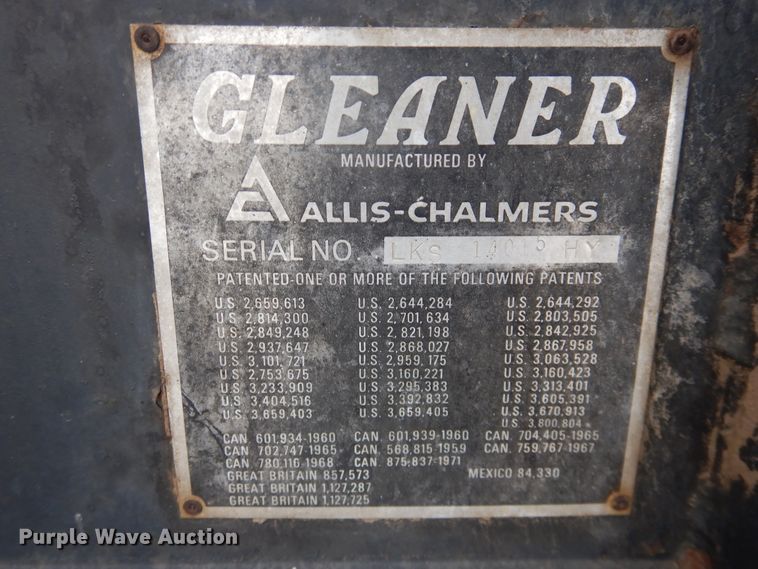 GLEANER
MANUFACTURED BY
ALLIS-CHALMERS
SERIAL NO. LKS 14015 HY
PATENTED-ONE OR MORE OF THE FOLLOWING PATENTS
U.S. 2,659,613 U.S. 2,644,284 U.S. 2,644,292
U.S. 2,814,300 U.S. 2,701,634 U.S. 2,803,505
U.S. 2,849,248 U.S. 2,821,198 U.S. 2,842,925
U.S. 2,937,647 U.S. 2,868,027 U.S. 2,867,958
U.S. 3,101,721 U.S. 2,959,175 U.S. 3,063,528
U.S. 2,753,675 U.S. 3,160,221 U.S. 3,160,423
U.S. 3,233,909 U.S. 3,295,383 U.S. 3,313,401
U.S. 3,404,516 U.S. 3,392,832 U.S. 3,605,391
U.S. 3,659,403 U.S. 3,659,405 U.S. 3,670,913
U.S. 3,800,804
CAN. 601,934-1960 CAN. 601,939-1960 CAN. 704,405-1965
CAN. 702,747-1965 CAN. 568,815-1959 CAN. 759,767-1967
CAN. 780,116-1968 CAN. 875,837-1971
GREAT BRITAIN 857,573 MEXICO 84,330
GREAT BRITAIN 1,127,287
GREAT BRITAIN 1,127,725
Purple Wave Auction